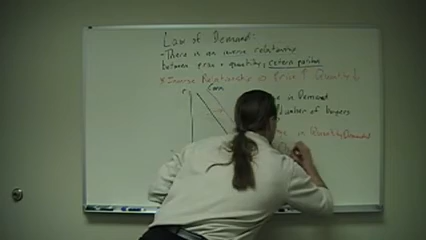 Law of Demand:
- There is an inverse relationship
between price + quantity, ceteris paribus
* Inverse Relationship Price ↑ Quantity ↓
P Corn
in Demand
Number of buyers
in Quantity Demanded